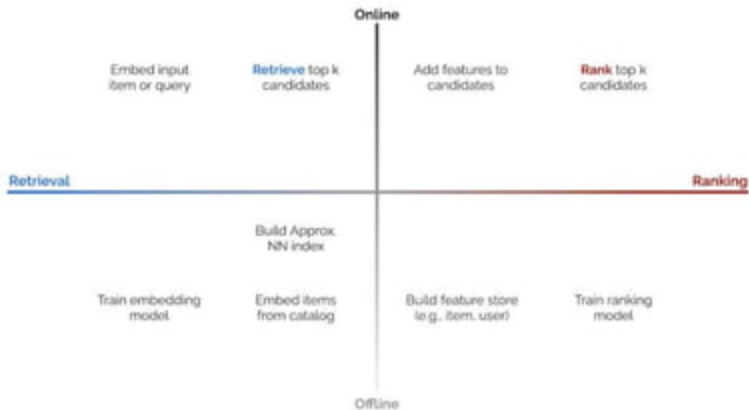 Online
Embed input
item or query
Retrieve top k
candidates
Add features to
candidates
Rank top k
candidates
Retrieval
Ranking
Build Approx.
NN index
Train embedding
model
Embed items
from catalog
Build feature store
(e.g., item, user)
Train ranking
model
Offline